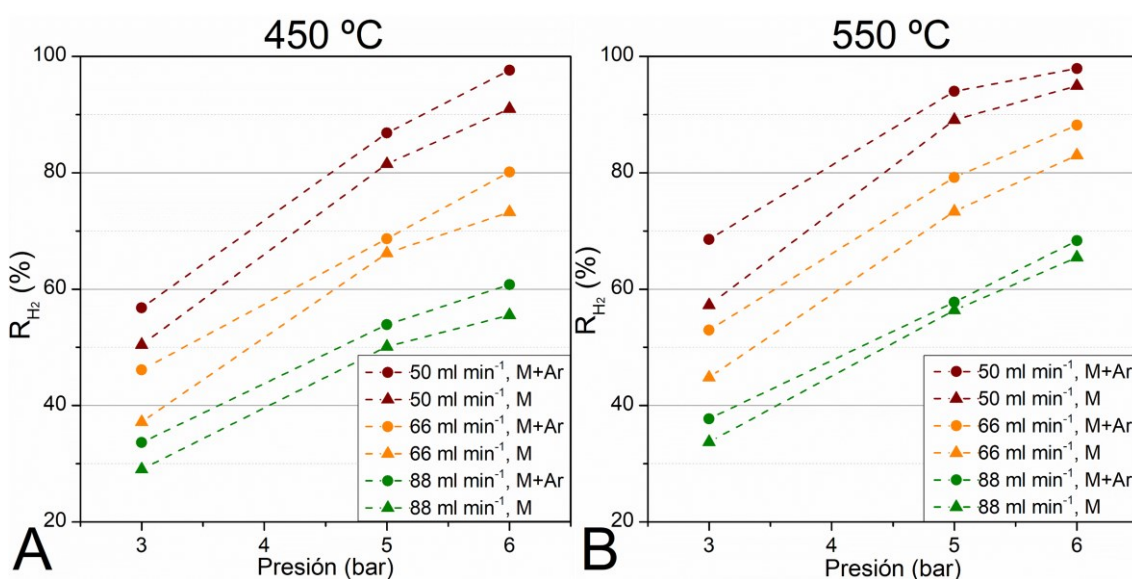 450 ºC
100
80
60
40
20
R_H₂ (%)
50 ml min⁻¹, M+Ar
50 ml min⁻¹, M
66 ml min⁻¹, M+Ar
66 ml min⁻¹, M
88 ml min⁻¹, M+Ar
88 ml min⁻¹, M
3 4 5 6
Presión (bar)
A
550 ºC
100
80
60
40
20
R_H₂ (%)
50 ml min⁻¹, M+Ar
50 ml min⁻¹, M
66 ml min⁻¹, M+Ar
66 ml min⁻¹, M
88 ml min⁻¹, M+Ar
88 ml min⁻¹, M
3 4 5 6
Presión (bar)
B